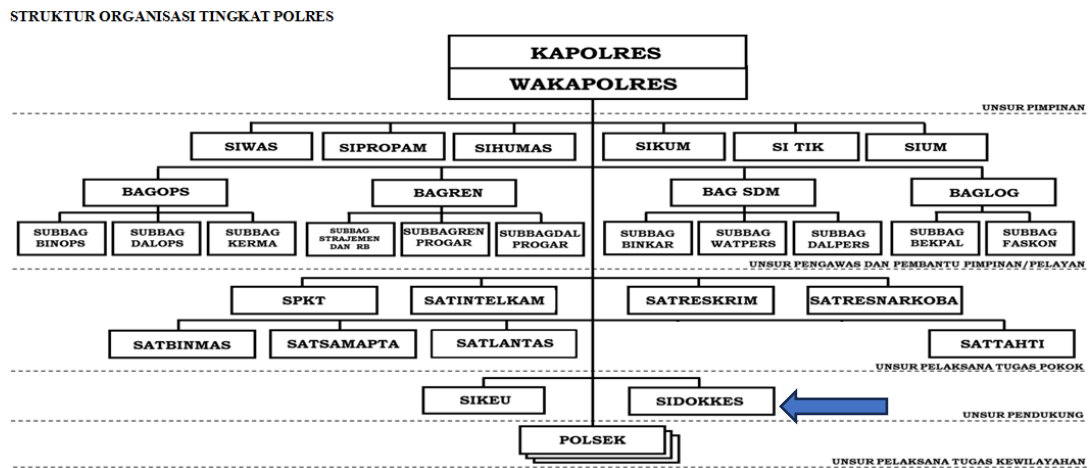 STRUKTUR ORGANISASI TINGKAT POLRES
KAPOLRES
WAKAPOLRES
UNSUR PIMPINAN
SIWAS
SIPROPAM
SIHUMAS
SIKUM
SI TIK
SIUM
BAGOPS
BAGREN
BAG SDM
BAGLOG
SUBBAG
BINOPS
SUBBAG
DALOPS
SUBBAG
KERMA
SUBBAG
STRAJEMEN
DAN RB
SUBBAGREN
PROGAR
SUBBAGDAL
PROGAR
SUBBAG
BINKAR
SUBBAG
WATPERS
SUBBAG
DALPERS
SUBBAG
BEKPAL
SUBBAG
FASKON
UNSUR PENGAWAS DAN PEMBANTU PIMPINAN/PELAYAN
SPKT
SATINTELKAM
SATRESKRIM
SATRESNARKOBA
SATBINMAS
SATSAMAPTA
SATLANTAS
SATTAHTI
UNSUR PELAKSANA TUGAS POKOK
SIKEU
SIDOKKES
UNSUR PENDUKUNG
POLSEK
UNSUR PELAKSANA TUGAS KEWILAYAHAN